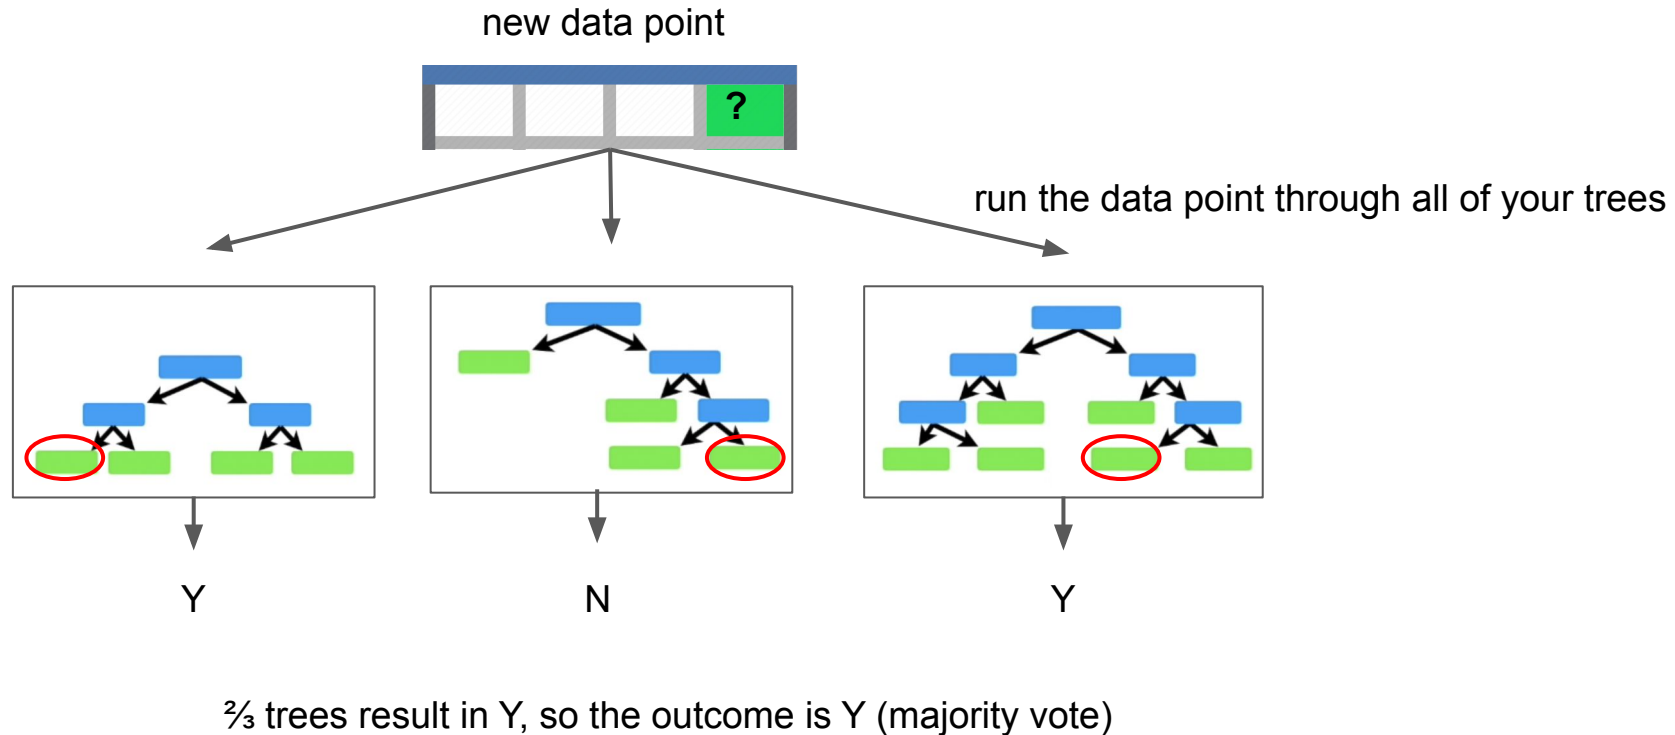 new data point
?
run the data point through all of your trees
Y
N
Y
⅔ trees result in Y, so the outcome is Y (majority vote)